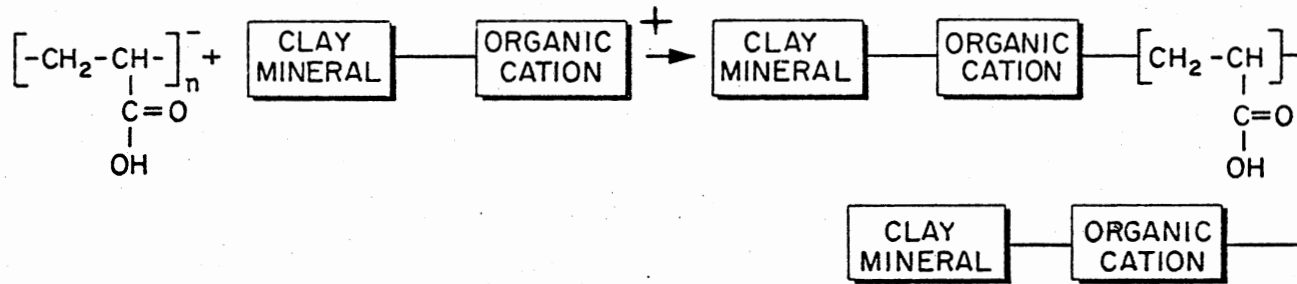 [-CH₂-CH-]ₙ⁻ + CLAY MINERAL ORGANIC CATION + → CLAY MINERAL ORGANIC CATION [CH₂-CH]
C=O C=O
OH OH
CLAY MINERAL ORGANIC CATION